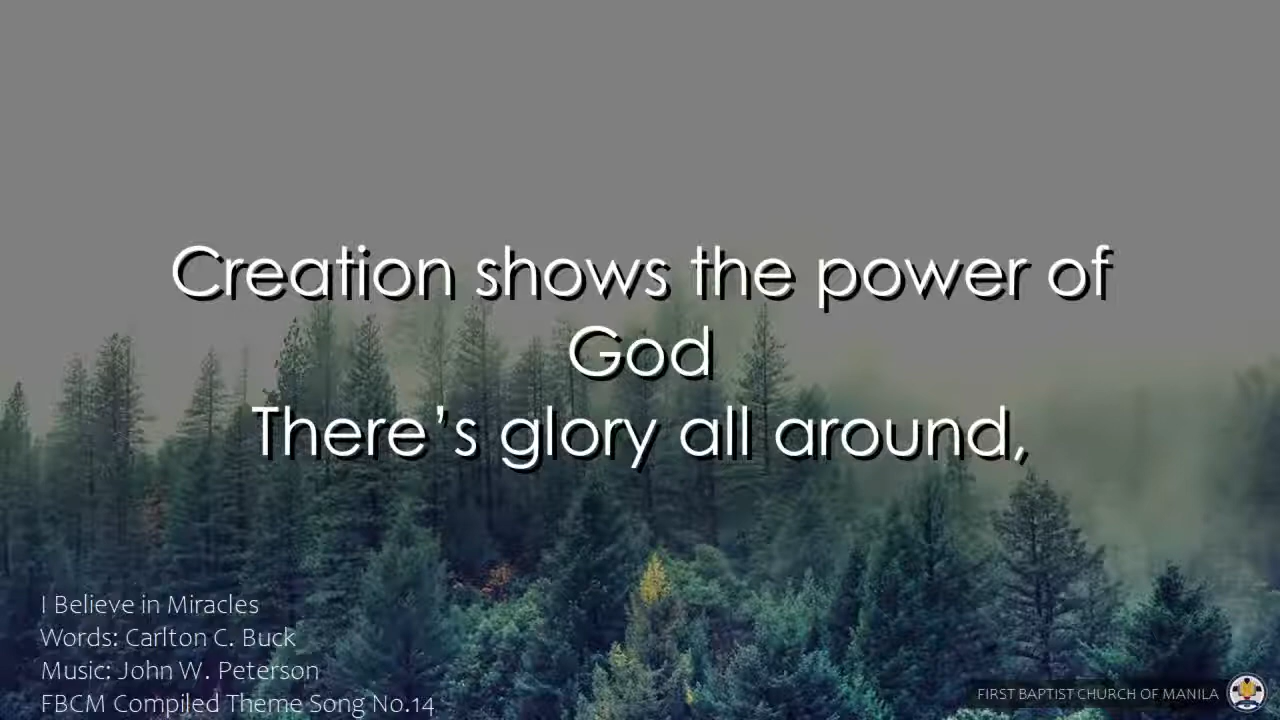 Creation shows the power of
God
There’s glory all around,
I Believe in Miracles
Words: Carlton C. Buck
Music: John W. Peterson
FBCM Compiled Theme Song No.14
FIRST BAPTIST CHURCH OF MANILA